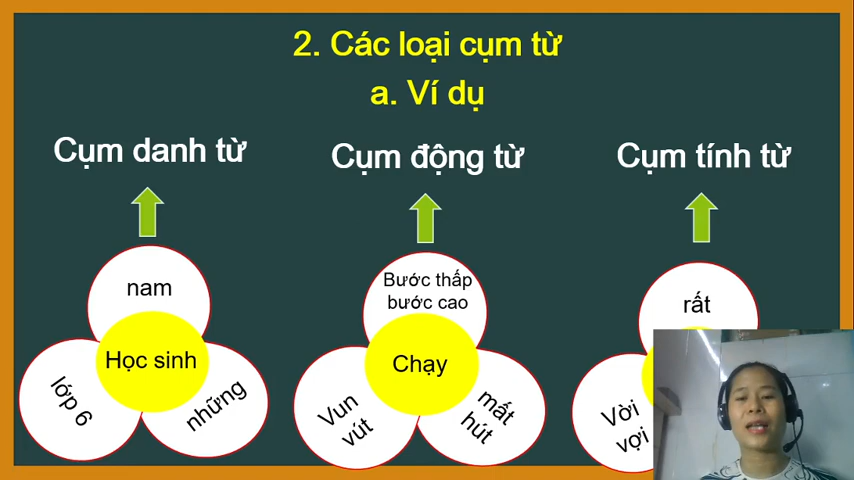 2. Các loại cụm từ
a. Ví dụ
Cụm danh từ
Cụm động từ
Cụm tính từ
nam
Học sinh
lớp 6
những
Bước thấp
bước cao
Chạy
Vun
vút
mất
hút
rất
Vời
vợi